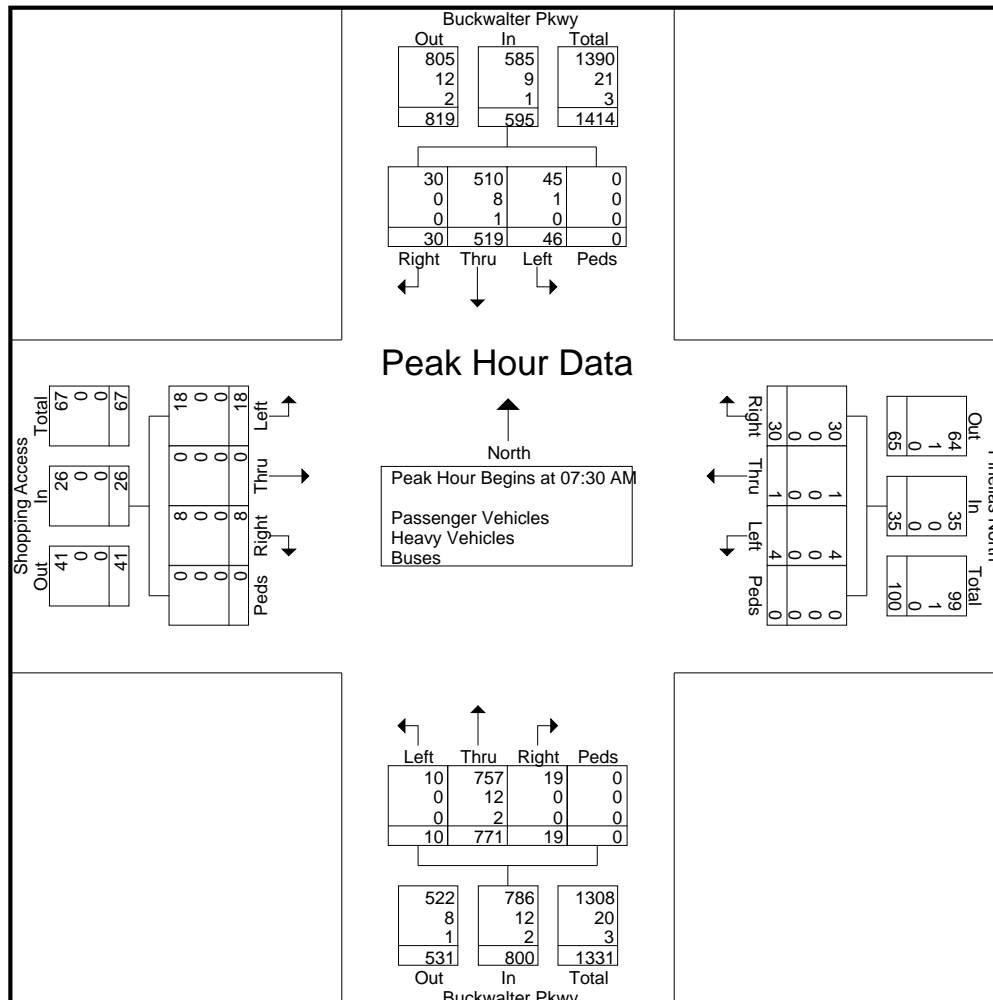 Buckwalter Pkwy
Out In Total
805 585 1390
12 9 21
2 1 3
819 595 1414
30 510 45 0
0 8 1 0
0 1 0 0
30 519 46 0
Right Thru Left Peds
Peak Hour Data
North
Peak Hour Begins at 07:30 AM
Passenger Vehicles
Heavy Vehicles
Buses
Shopping Access
Total
67
0
0
67
In
26
0
0
26
Out
41
0
0
41
Left
18
0
0
18
Thru
0
0
0
0
Right
8
0
0
8
Peds
0
0
0
0
Right
30
0
0
30
Thru
1
0
0
1
Left
4
0
0
4
Peds
0
0
0
0
Out
64
1
0
65
In
35
0
0
35
Total
99
1
0
100
Left Thru Right Peds
10 757 19 0
0 12 0 0
0 2 0 0
10 771 19 0
522 786 1308
8 12 20
1 2 3
531 800 1331
Out In Total
Buckwalter Pkwy